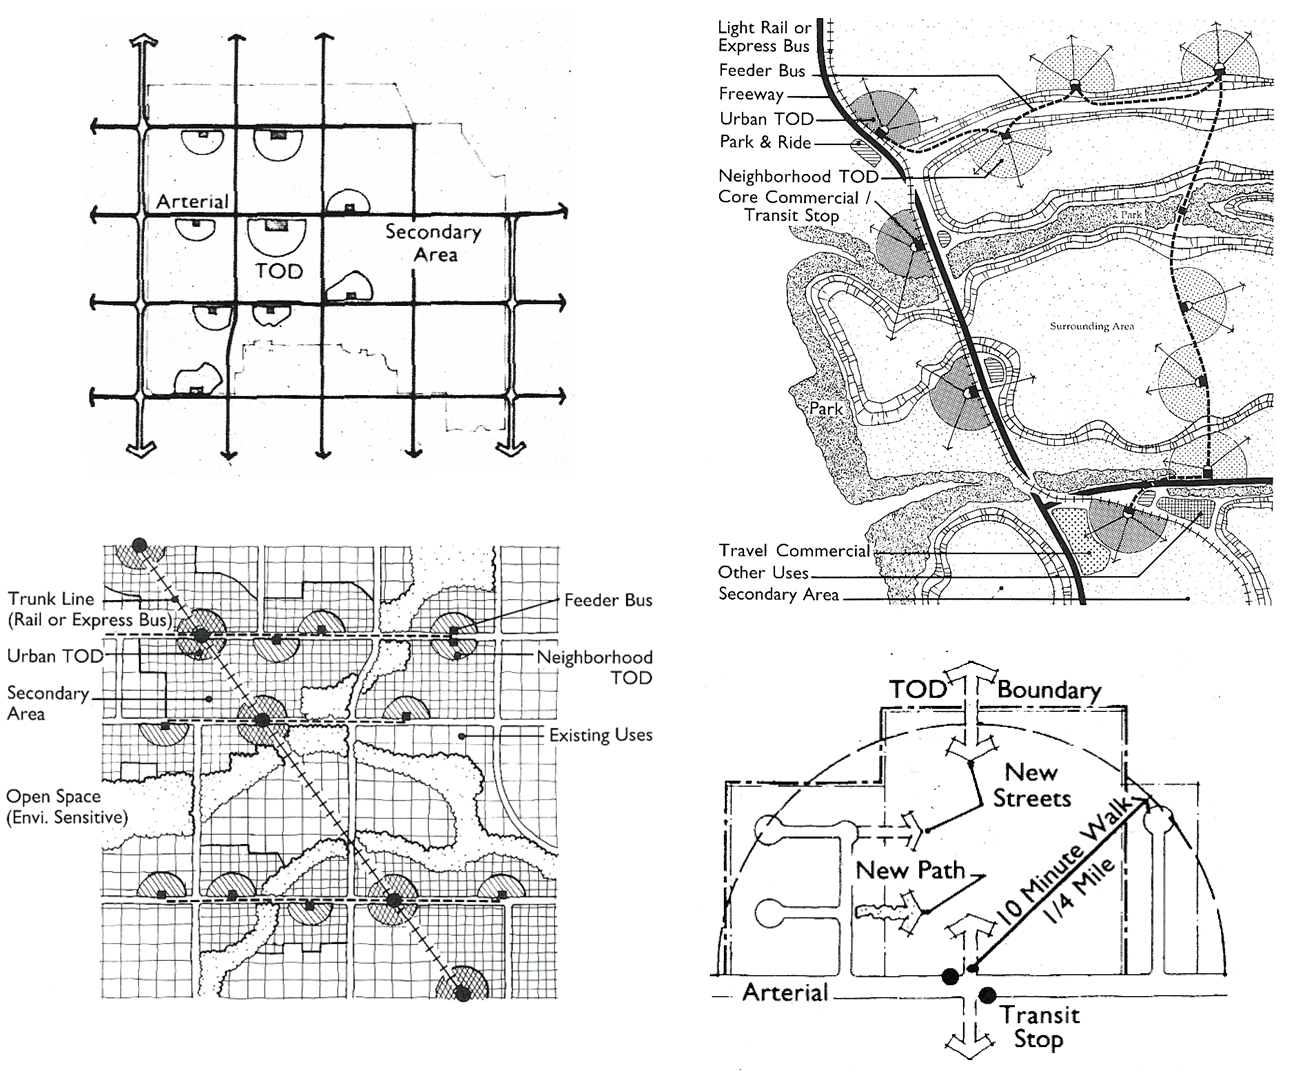 Arterial
TOD
Secondary
Area
Light Rail or
Express Bus
Feeder Bus
Freeway
Urban TOD
Park & Ride
Neighborhood TOD
Core Commercial /
Transit Stop
Park
Surrounding Area
Park
Travel Commercial
Other Uses
Secondary Area
Trunk Line
(Rail or Express Bus)
Urban TOD
Secondary
Area
Open Space
(Envi. Sensitive)
Feeder Bus
Neighborhood
TOD
Existing Uses
TOD Boundary
New
Streets
New Path
10 Minute Walk
1/4 Mile
Arterial
Transit
Stop